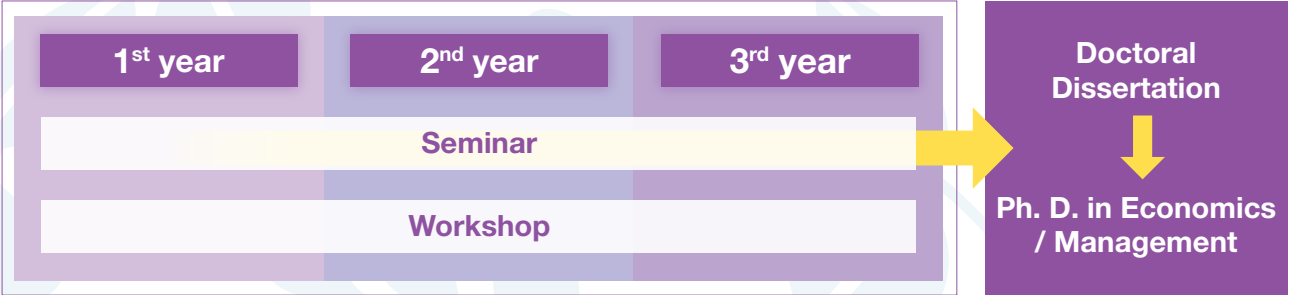 1st year
2nd year
3rd year
Seminar
Workshop
Doctoral
Dissertation
Ph. D. in Economics
/ Management